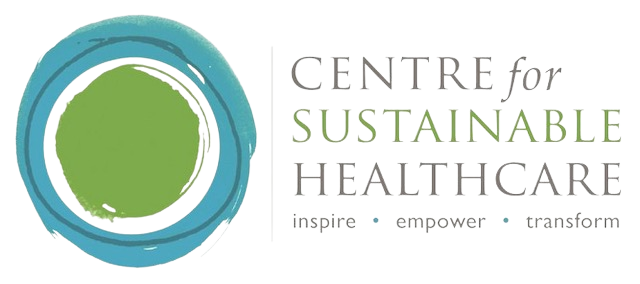 CENTRE for
SUSTAINABLE
HEALTHCARE
inspire • empower • transform